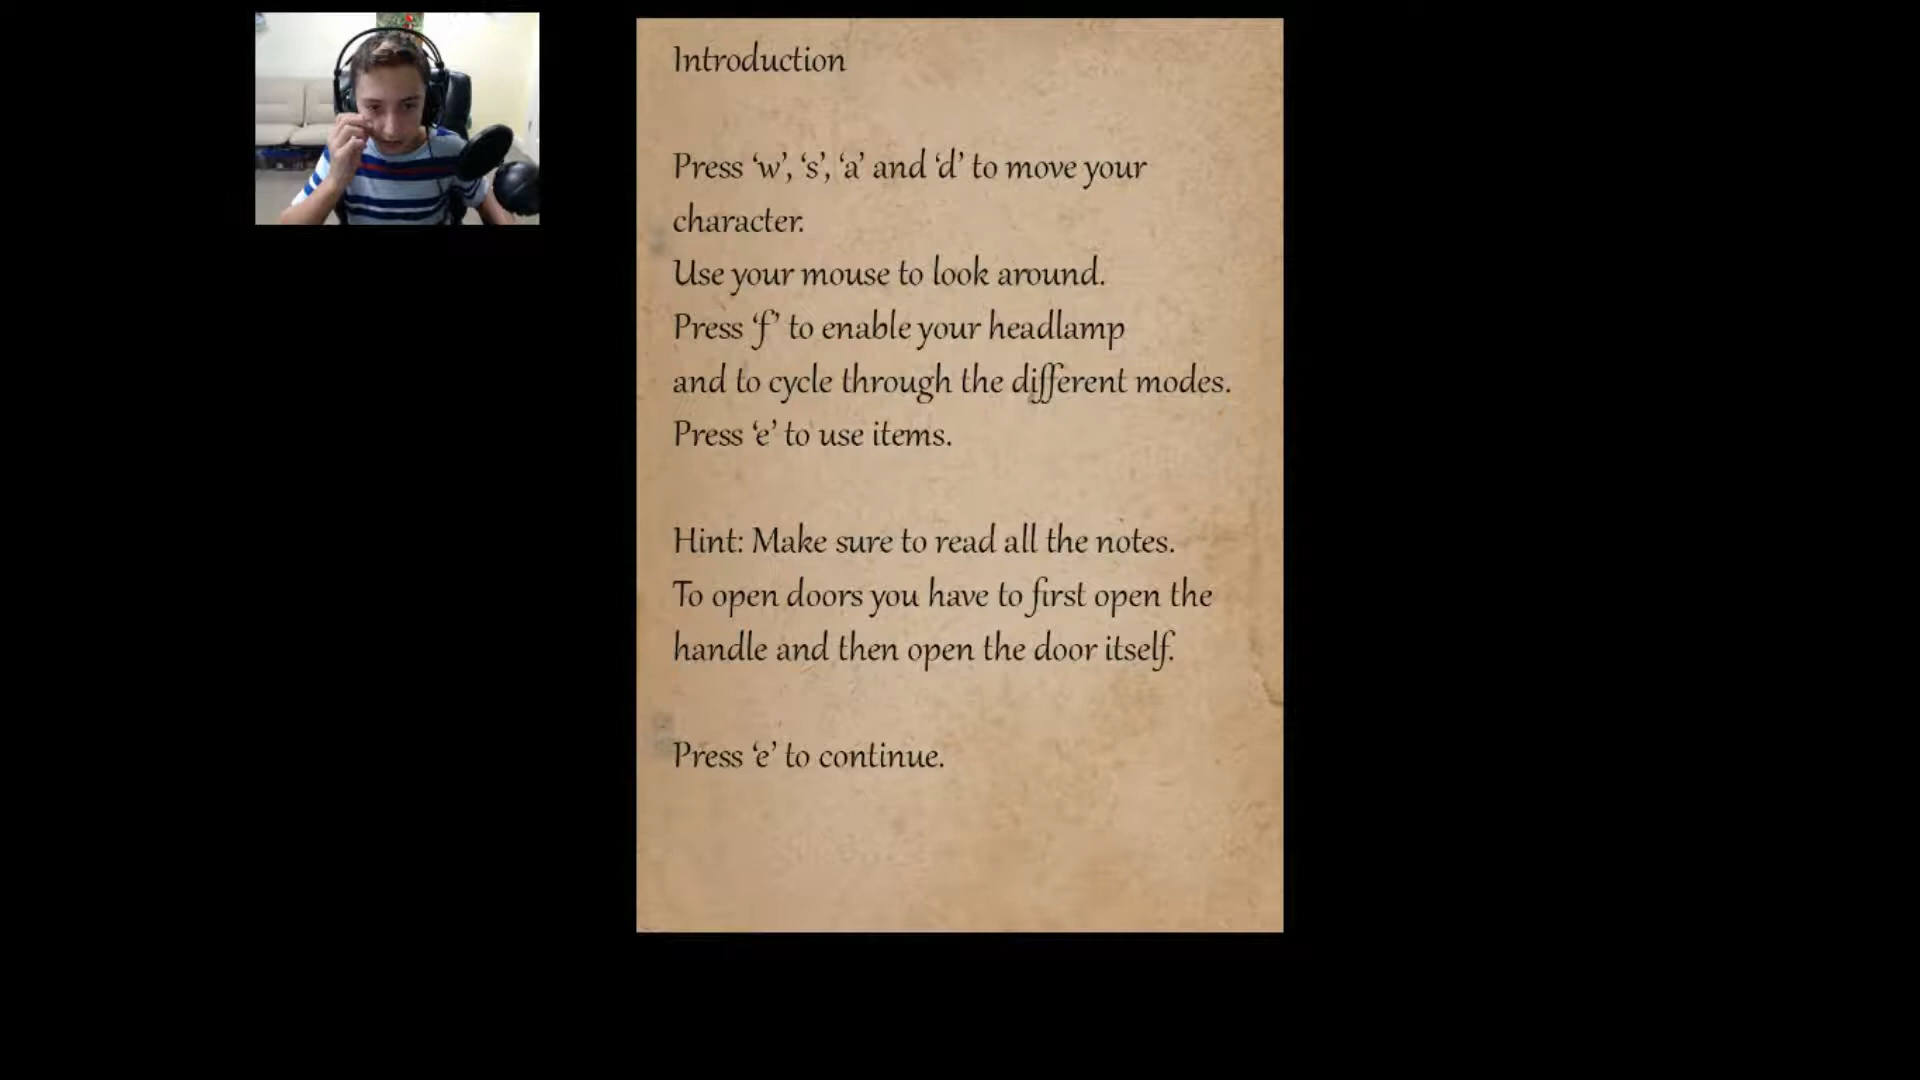 Introduction
Press ‘w’, ‘s’, ‘a’ and ‘d’ to move your
character.
Use your mouse to look around.
Press ‘f’ to enable your headlamp
and to cycle through the different modes.
Press ‘e’ to use items.
Hint: Make sure to read all the notes.
To open doors you have to first open the
handle and then open the door itself.
Press ‘e’ to continue.